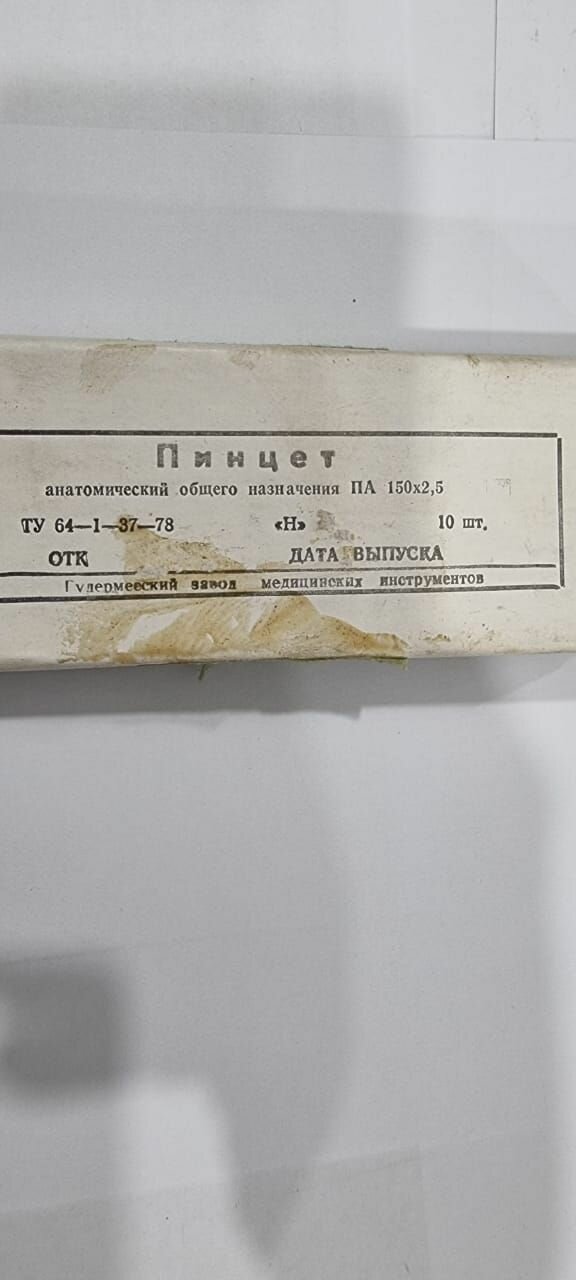 Пинцет
анатомический общего назначения ПА 150х2,5
ТУ 64—1—37—78 «Н» 10 шт.
ОТК ДАТА ВЫПУСКА
Гудермесский завод медицинских инструментов